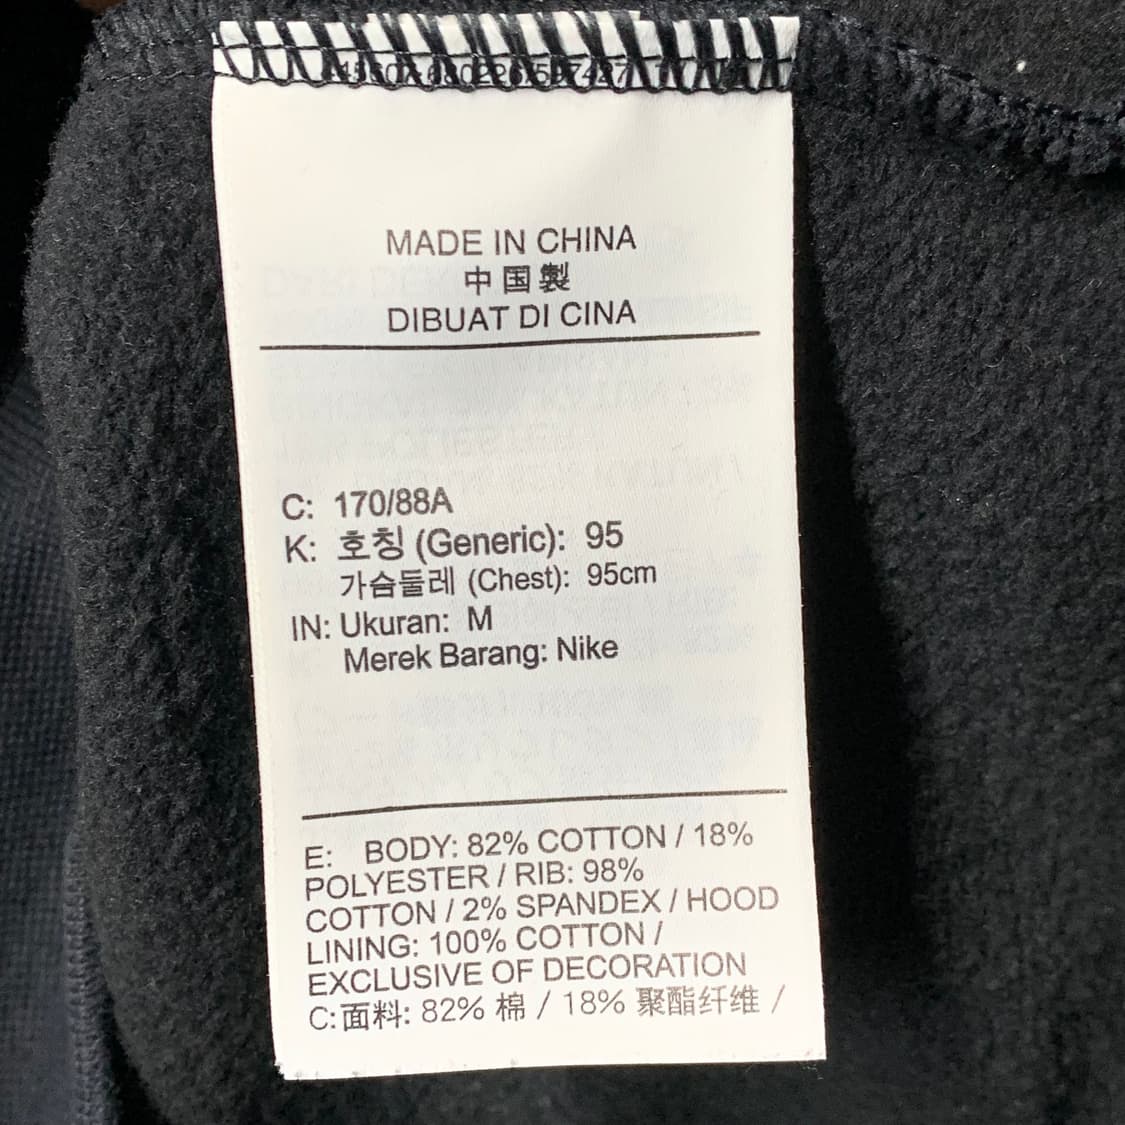 MADE IN CHINA
中国製
DIBUAT DI CINA
C: 170/88A
K: 호칭 (Generic): 95
가슴둘레 (Chest): 95cm
IN: Ukuran: M
Merek Barang: Nike
E: BODY: 82% COTTON / 18%
POLYESTER / RIB: 98%
COTTON / 2% SPANDEX / HOOD
LINING: 100% COTTON /
EXCLUSIVE OF DECORATION
C:面料: 82% 棉 / 18% 聚酯纤维 /